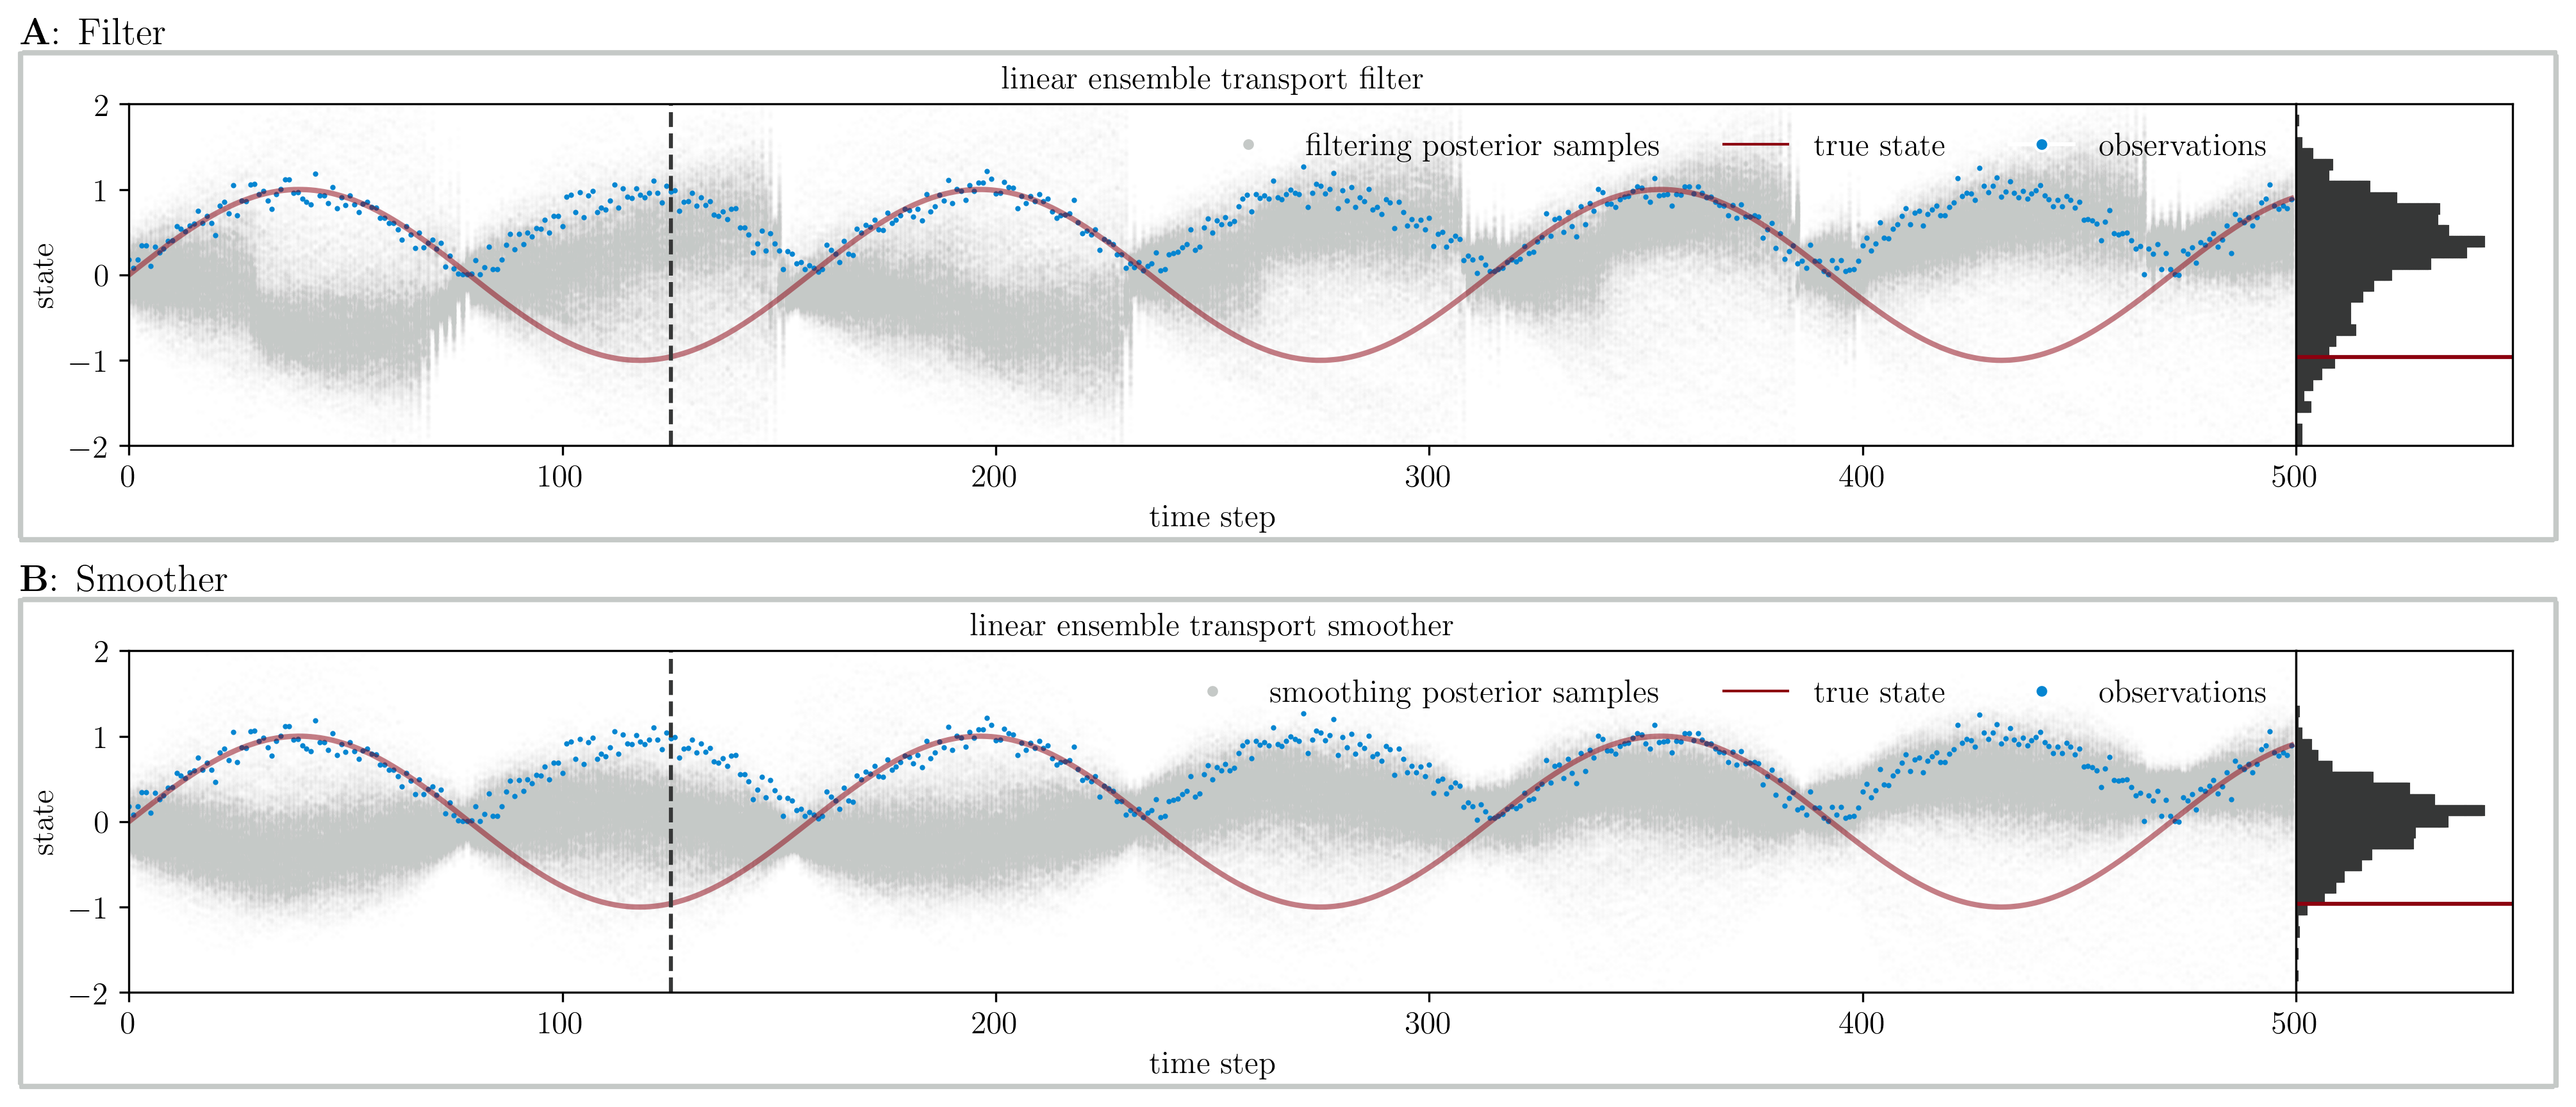 A: Filter
linear ensemble transport filter
filtering posterior samples true state observations
state
2
1
0
−1
−2
0 100 200 300 400 500
time step
B: Smoother
linear ensemble transport smoother
smoothing posterior samples true state observations
state
2
1
0
−1
−2
0 100 200 300 400 500
time step